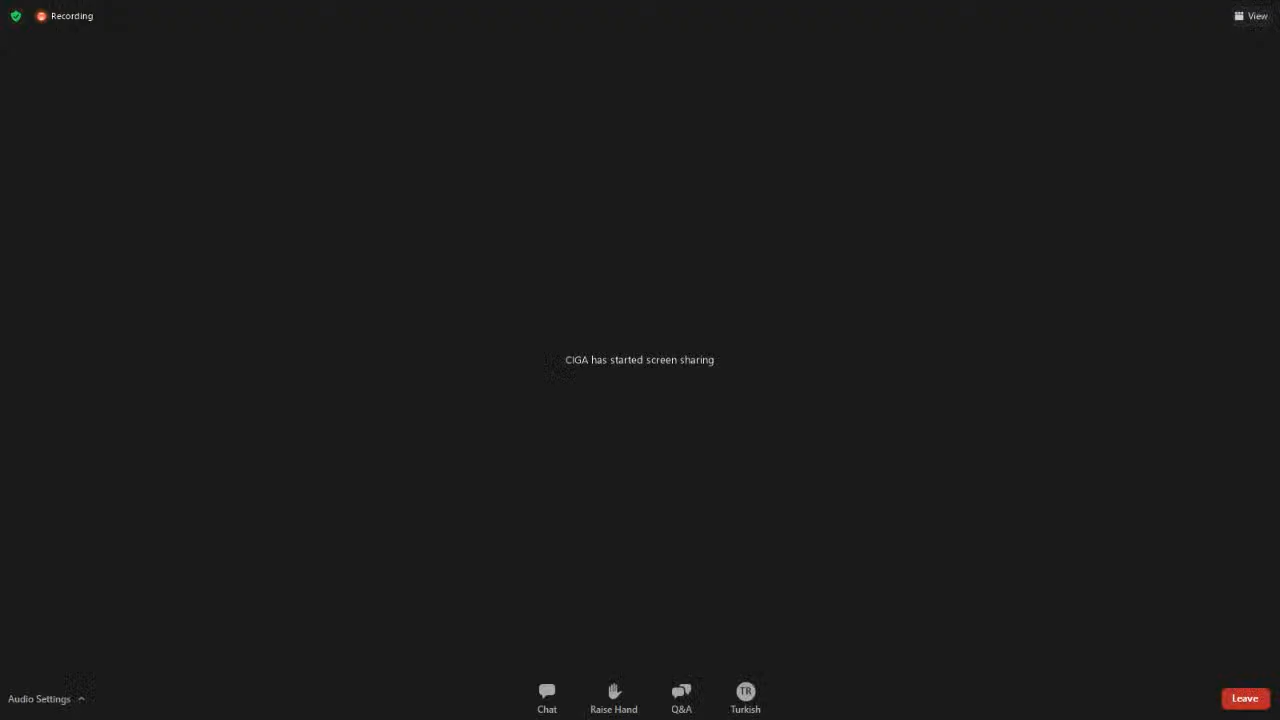 Recording
View
CIGA has started screen sharing
Audio Settings
Chat
Raise Hand
Q&A
TR
Turkish
Leave